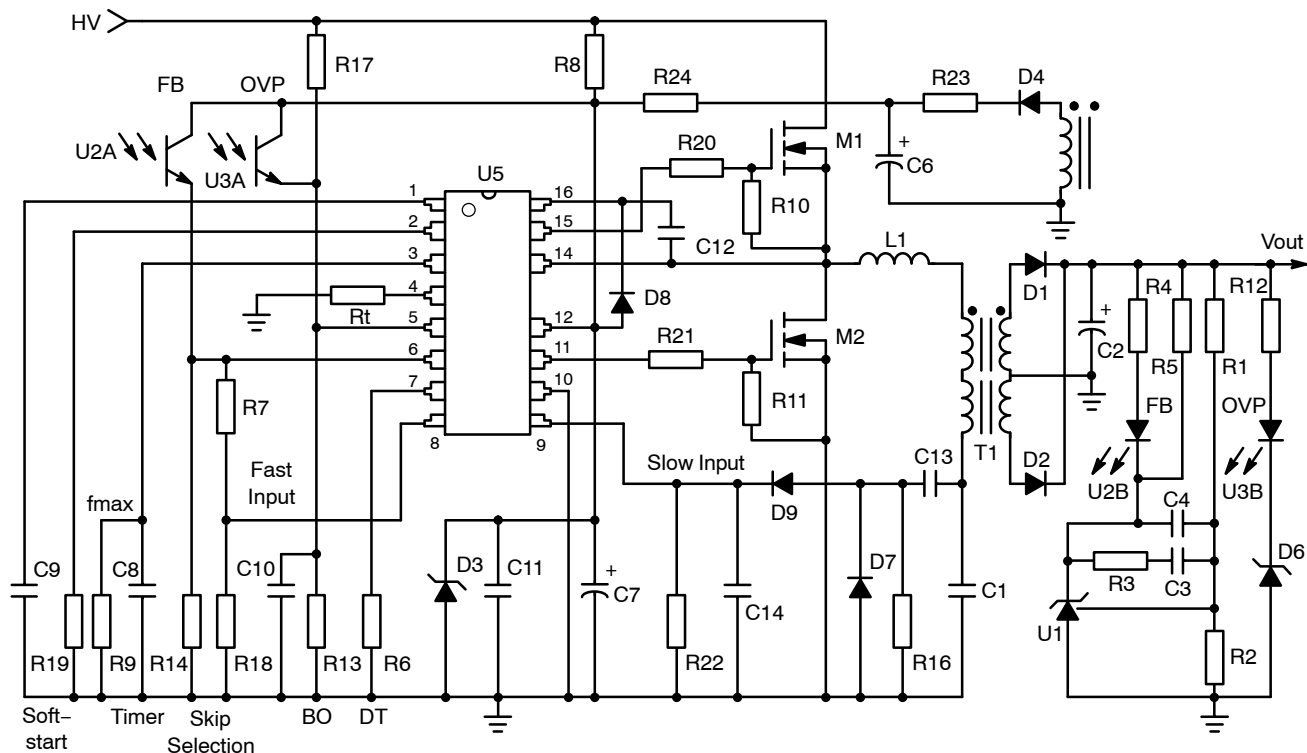 HV
R17
R8
FB
OVP
R24
R23
D4
U2A
U3A
U5
R20
M1
C6
R10
1
2
3
4
5
6
7
8
16
15
14
12
11
10
9
C12
L1
Vout
D8
Rt
R21
M2
R11
D1
C2
R4
R5
R1
R12
R7
T1
FB
OVP
Fast
Input
Slow Input
C13
D2
U2B
U3B
fmax
D9
C4
C9
C8
C10
D3
C11
C7
C14
D7
C1
R3
C3
D6
U1
R19
R9
R14
R18
R13
R6
R22
R16
R2
Soft–
start
Timer
Skip
Selection
BO
DT
+
+
+